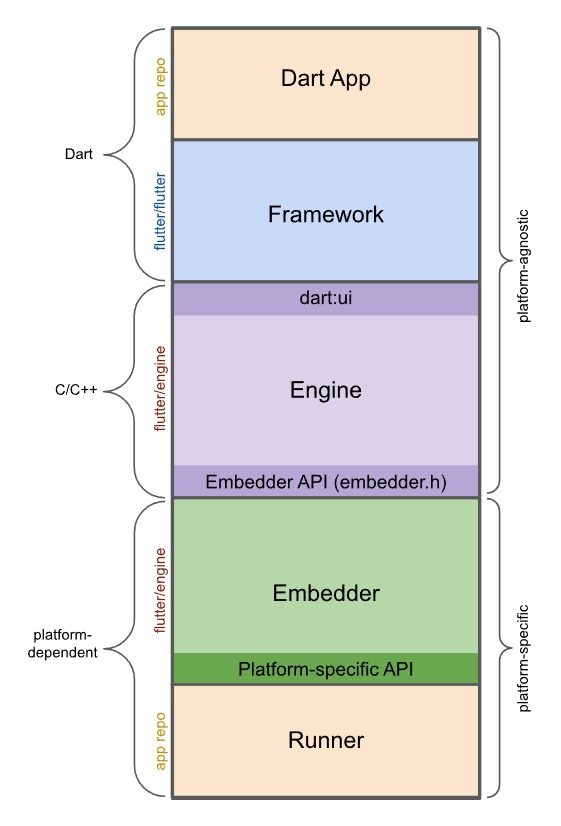 app repo
Dart App
Dart
flutter/flutter
Framework
platform-agnostic
dart:ui
C/C++
flutter/engine
Engine
Embedder API (embedder.h)
flutter/engine
Embedder
platform-
dependent
platform-specific
Platform-specific API
app repo
Runner